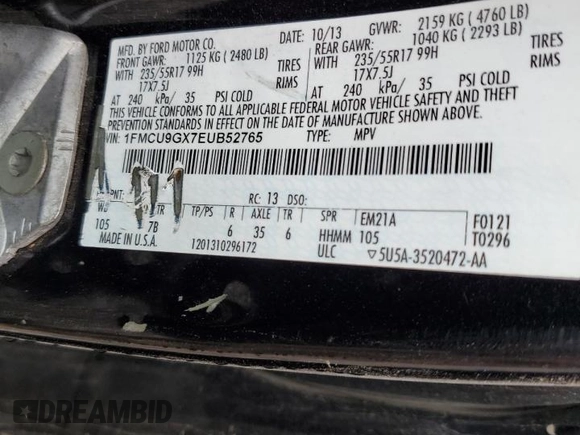 MFD. BY FORD MOTOR CO. 10/13 GVWR: 2159 KG ( 4760 LB)
FRONT GAWR: 1125 KG ( 2480 LB) REAR GAWR: 1040 KG ( 2293 LB)
WITH 235/55R17 99H TIRES WITH 235/55R17 99H TIRES
17X7.5J RIMS 17X7.5J RIMS
AT 240 kPa/ 35 PSI COLD AT 240 kPa/ 35 PSI COLD
THIS VEHICLE CONFORMS TO ALL APPLICABLE FEDERAL MOTOR VEHICLE SAFETY AND THEFT
PREVENTION STANDARDS IN EFFECT ON THE DATE OF MANUFACTURE SHOWN ABOVE.
VIN: 1FMCU9GX7EUB52765 TYPE: MPV
PNT: RC: 13 DSO:
WB TR TP/PS R AXLE TR SPR EM21A F0121
105 7B 6 35 6 HHMM 105 T0296
MADE IN U.S.A. 1201310296172 ULC ▽5U5A-3520472-AA
DREAMBID